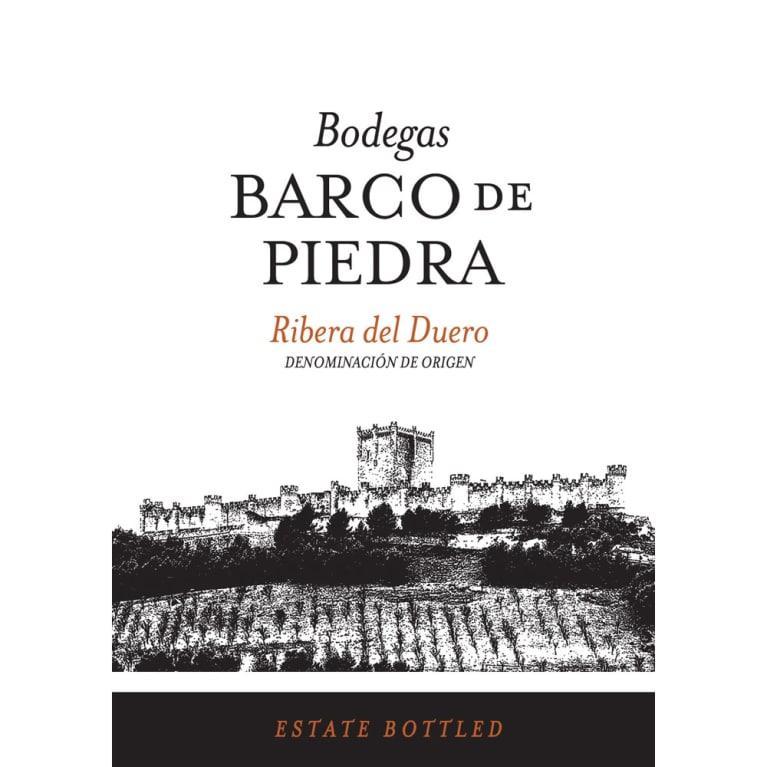 Bodegas
BARCO DE
PIEDRA
Ribera del Duero
DENOMINACIÓN DE ORIGEN
ESTATE BOTTLED